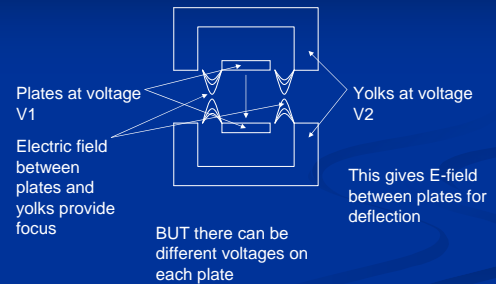 Plates at voltage
V1
Electric field
between
plates and
yolks provide
focus
Yolks at voltage
V2
This gives E-field
between plates for
deflection
BUT there can be
different voltages on
each plate